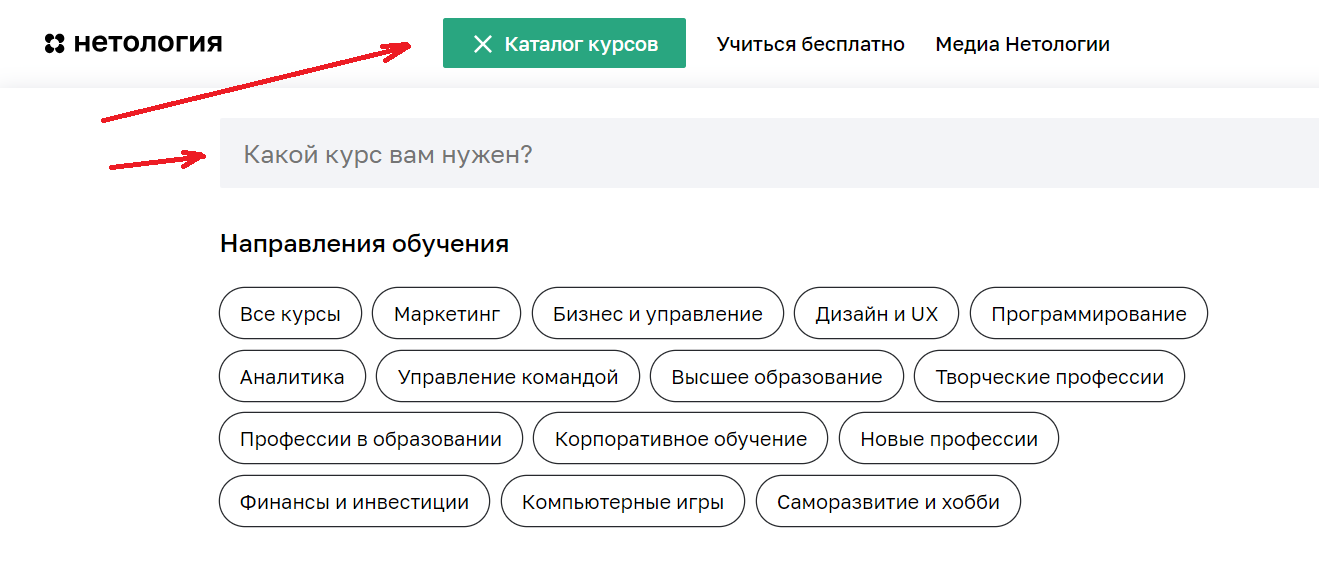 нетология
Каталог курсов
Учиться бесплатно
Медиа Нетологии
Какой курс вам нужен?
Направления обучения
Все курсы
Маркетинг
Бизнес и управление
Дизайн и UX
Программирование
Аналитика
Управление командой
Высшее образование
Творческие профессии
Профессии в образовании
Корпоративное обучение
Новые профессии
Финансы и инвестиции
Компьютерные игры
Саморазвитие и хобби